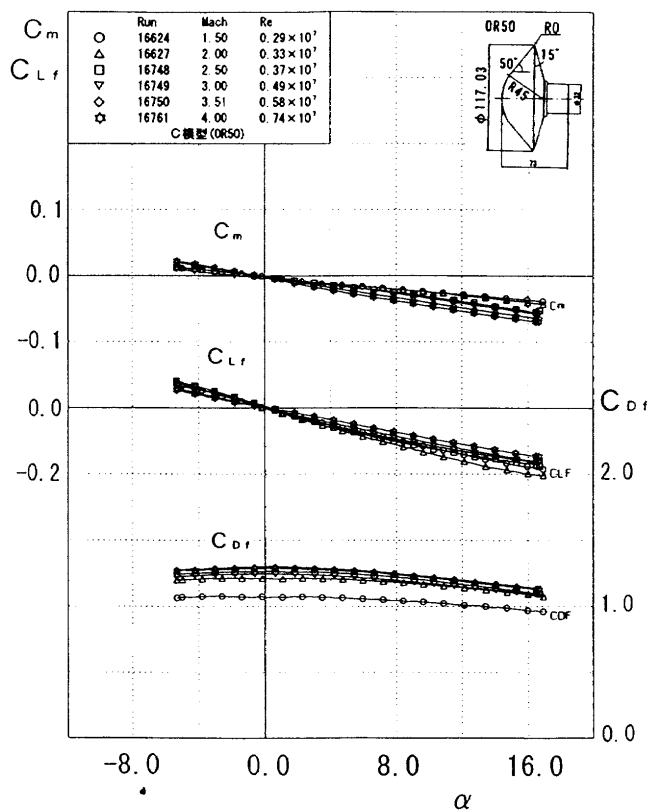 Cm
CLf
Run Mach Re
16624 1.50 0.29×10⁷
16627 2.00 0.33×10⁷
16748 2.50 0.37×10⁷
16749 3.00 0.49×10⁷
16750 3.51 0.58×10⁷
16761 4.00 0.74×10⁷
C模型(OR50)
OR50
R0
50°
15°
R45
φ117.03
73
0.1
Cm
0.0
Cm
-0.1
CLf
0.0
CDf
-0.2
2.0
CLF
CDf
1.0
CDF
0.0
-8.0 0.0 8.0 16.0
α